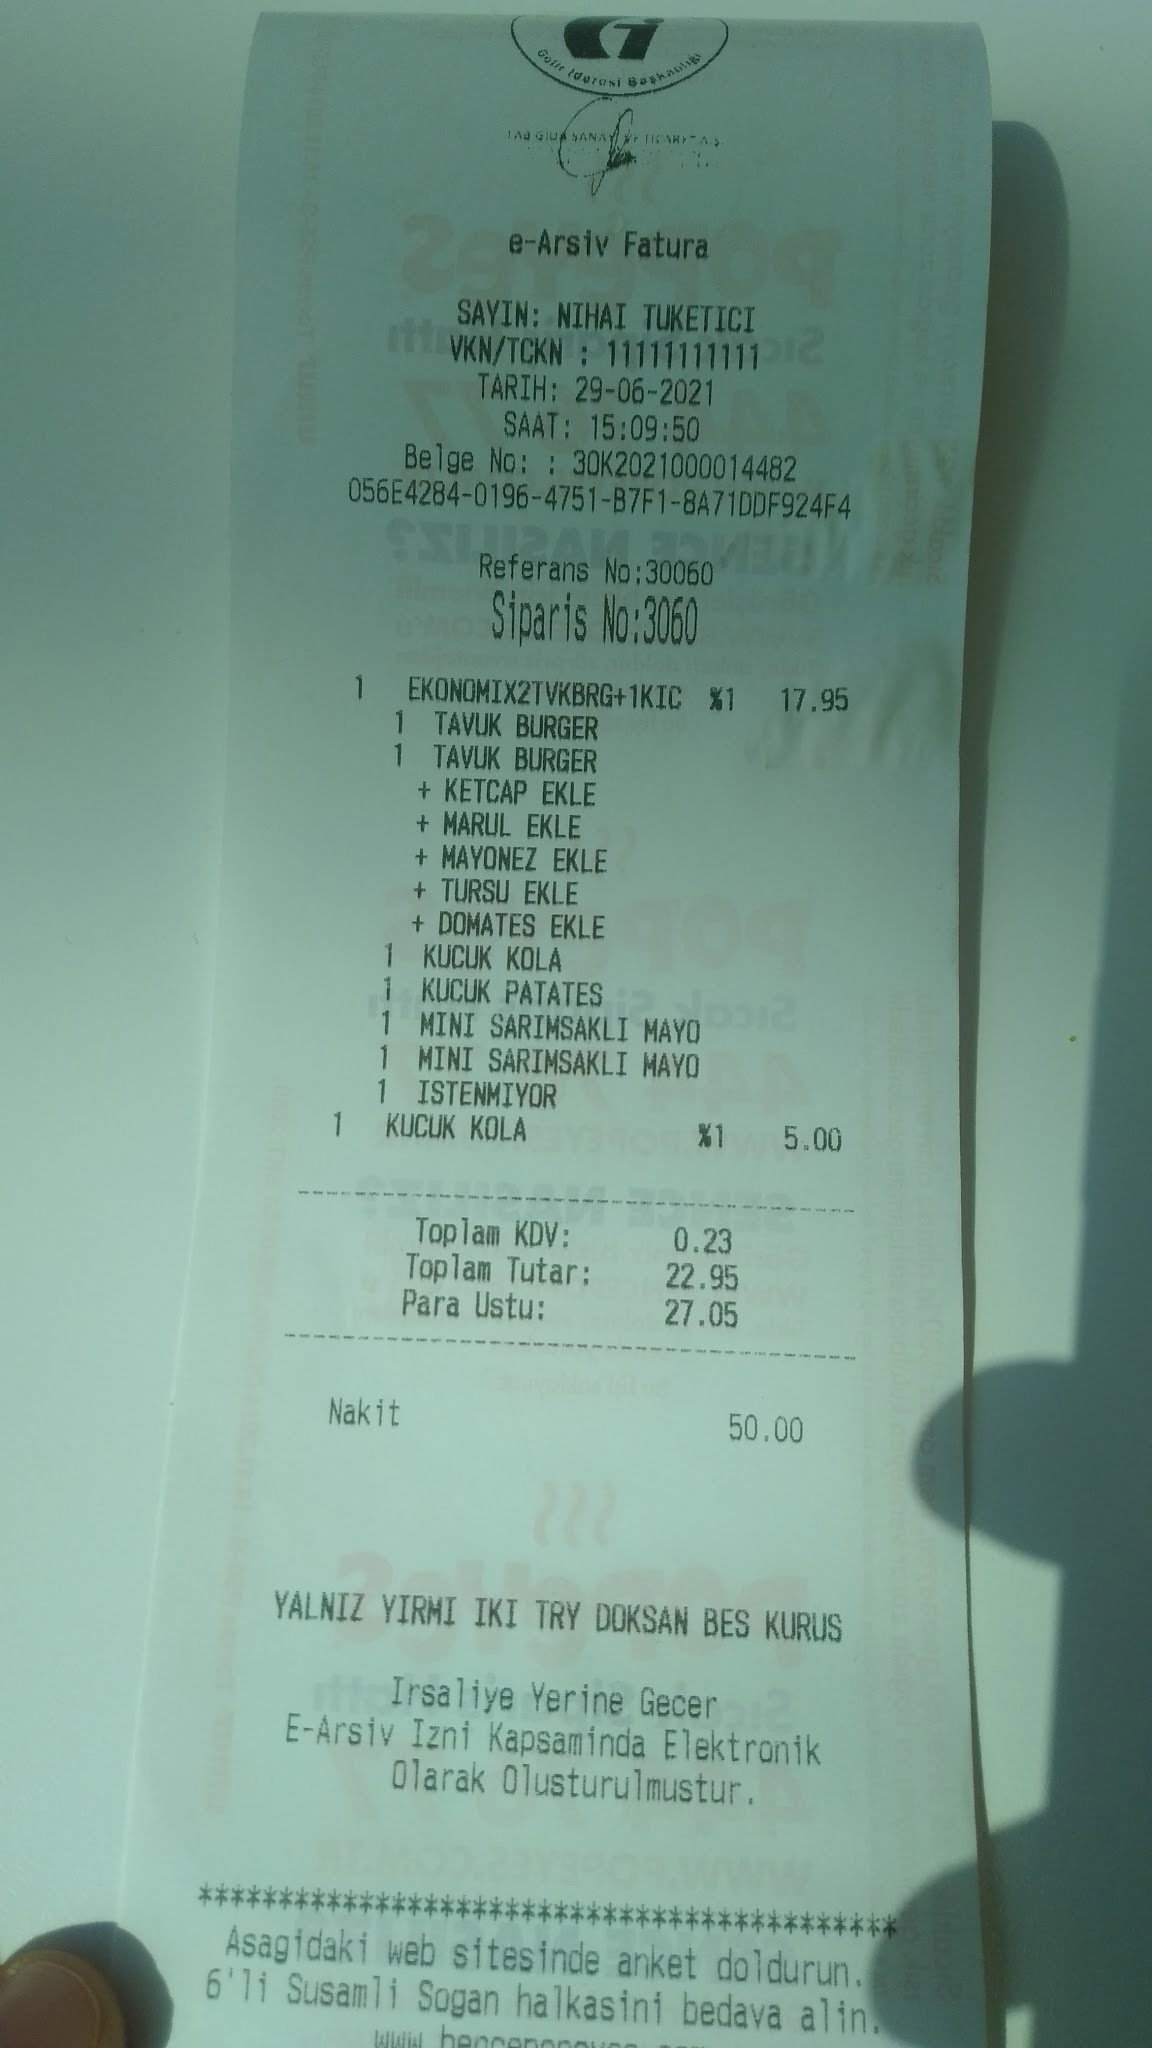 Gelir İdaresi Başkanlığı
TAB GIDA SANAYİ VE TİCARET A.Ş.
e-Arsiv Fatura
SAYIN: NIHAI TUKETICI
VKN/TCKN : 11111111111
TARIH: 29-06-2021
SAAT: 15:09:50
Belge No: : 30K2021000014482
056E4284-0196-4751-B7F1-8A71DDF924F4
Referans No:30060
Siparis No:3060
1 EKONOMIX2TVKBRG+1KIC %1 17.95
1 TAVUK BURGER
1 TAVUK BURGER
+ KETCAP EKLE
+ MARUL EKLE
+ MAYONEZ EKLE
+ TURSU EKLE
+ DOMATES EKLE
1 KUCUK KOLA
1 KUCUK PATATES
1 MINI SARIMSAKLI MAYO
1 MINI SARIMSAKLI MAYO
1 ISTENMIYOR
1 KUCUK KOLA %1 5.00
Toplam KDV: 0.23
Toplam Tutar: 22.95
Para Ustu: 27.05
Nakit 50.00
YALNIZ YIRMI IKI TRY DOKSAN BES KURUS
Irsaliye Yerine Gecer
E-Arsiv Izni Kapsaminda Elektronik
Olarak Olusturulmustur.
******************************************
Asagidaki web sitesinde anket doldurun.
6'li Susamli Sogan halkasini bedava alin.